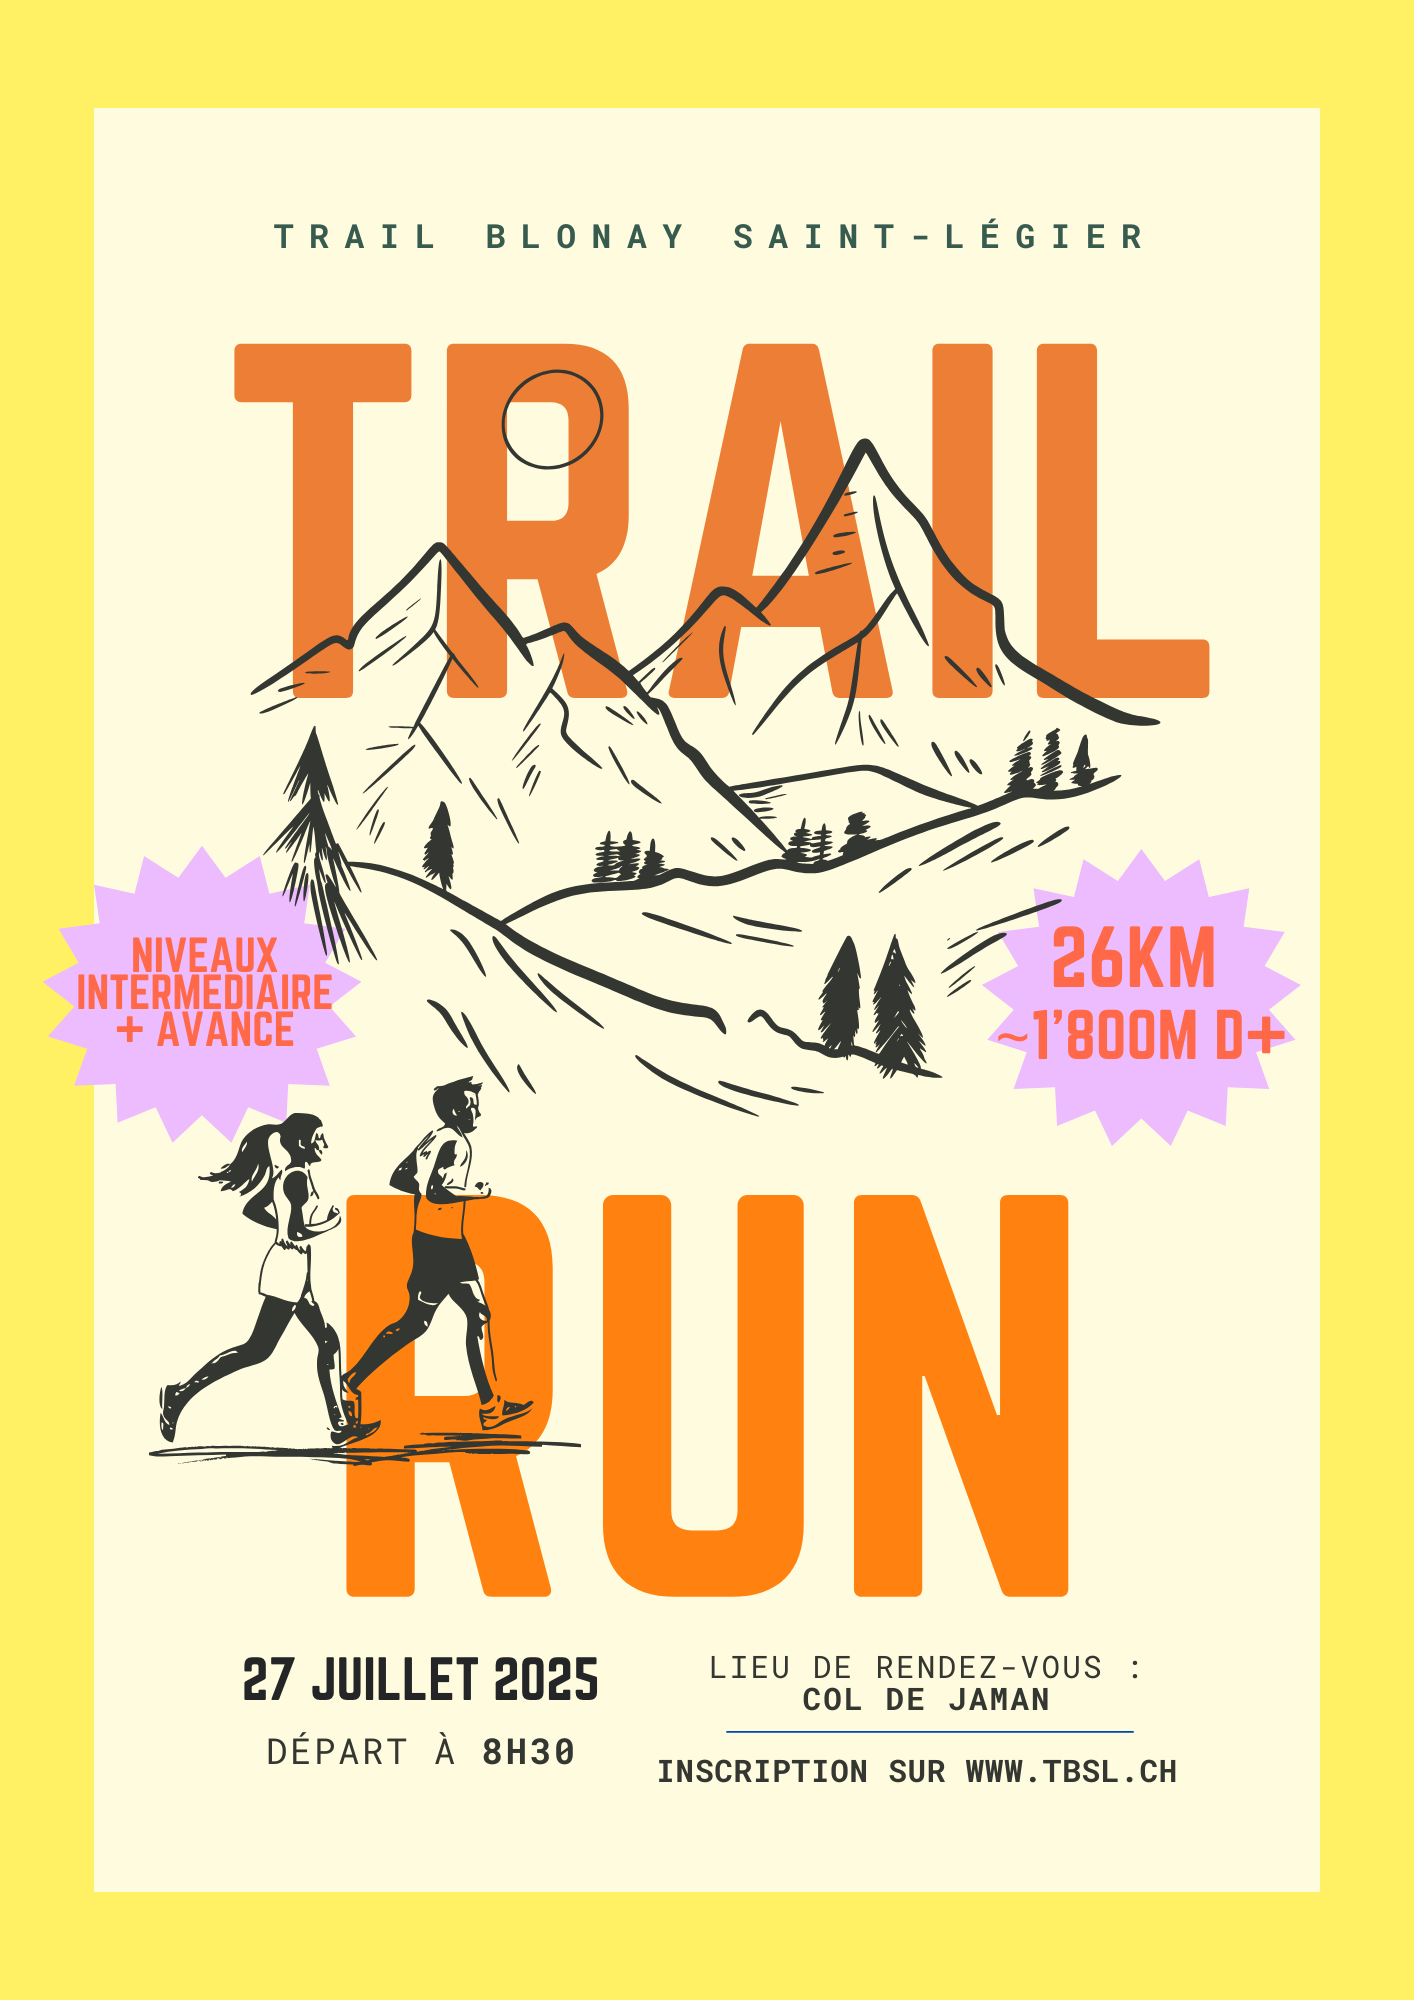 TRAIL BLONAY SAINT-LÉGIER
TRAIL
NIVEAUX
INTERMEDIAIRE
+ AVANCE
26KM
~1'800M D+
RUN
27 JUILLET 2025
DÉPART À 8H30
LIEU DE RENDEZ-VOUS :
COL DE JAMAN
INSCRIPTION SUR WWW.TBSL.CH